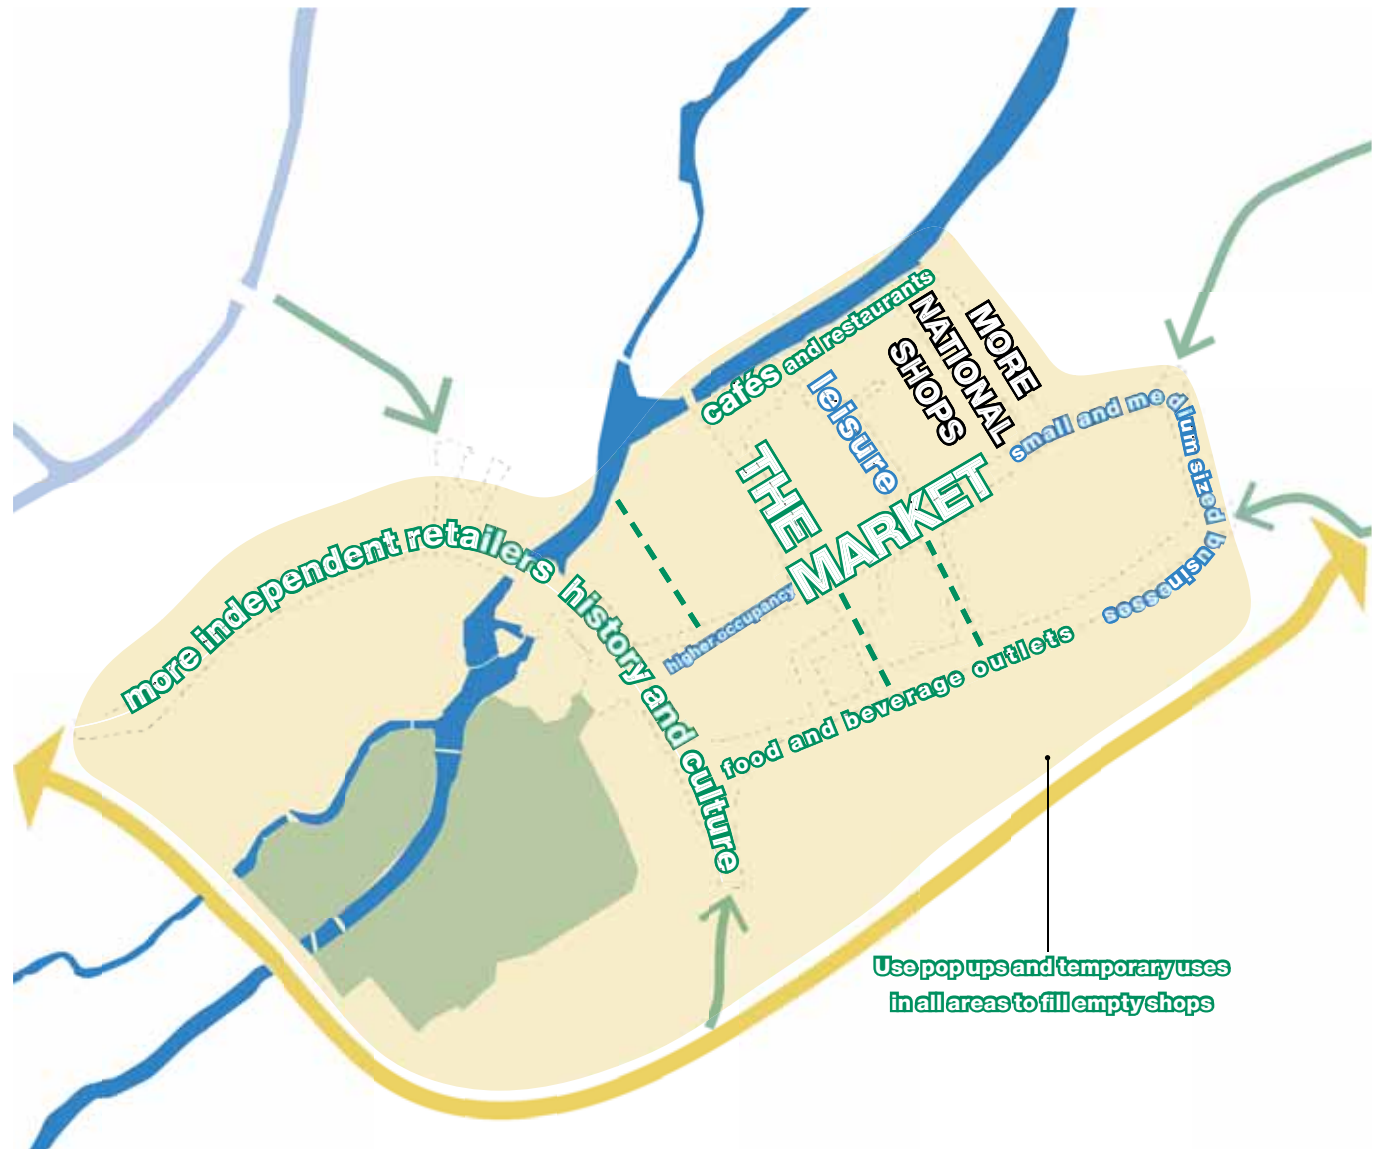 cafés and restaurants
MORE
NATIONAL
SHOPS
leisure
small and medium sized businesses
THE
MARKET
more independent retailers
history and culture
higher occupancy
food and beverage outlets
Use pop ups and temporary uses
in all areas to fill empty shops